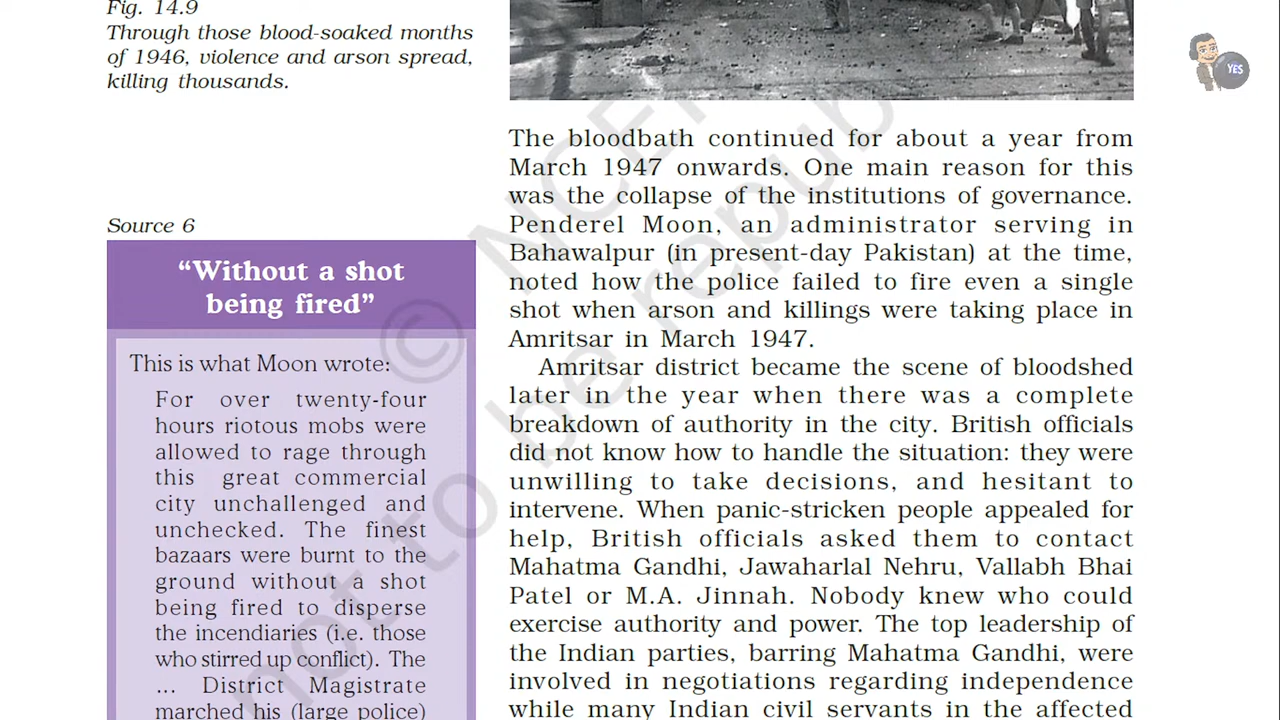 Fig. 14.9
Through those blood-soaked months
of 1946, violence and arson spread,
killing thousands.
Source 6
“Without a shot
being fired”
This is what Moon wrote:
For over twenty-four
hours riotous mobs were
allowed to rage through
this great commercial
city unchallenged and
unchecked. The finest
bazaars were burnt to the
ground without a shot
being fired to disperse
the incendiaries (i.e. those
who stirred up conflict). The
... District Magistrate
marched his (large police)
YES
The bloodbath continued for about a year from
March 1947 onwards. One main reason for this
was the collapse of the institutions of governance.
Penderel Moon, an administrator serving in
Bahawalpur (in present-day Pakistan) at the time,
noted how the police failed to fire even a single
shot when arson and killings were taking place in
Amritsar in March 1947.
Amritsar district became the scene of bloodshed
later in the year when there was a complete
breakdown of authority in the city. British officials
did not know how to handle the situation: they were
unwilling to take decisions, and hesitant to
intervene. When panic-stricken people appealed for
help, British officials asked them to contact
Mahatma Gandhi, Jawaharlal Nehru, Vallabh Bhai
Patel or M.A. Jinnah. Nobody knew who could
exercise authority and power. The top leadership of
the Indian parties, barring Mahatma Gandhi, were
involved in negotiations regarding independence
while many Indian civil servants in the affected
not to be